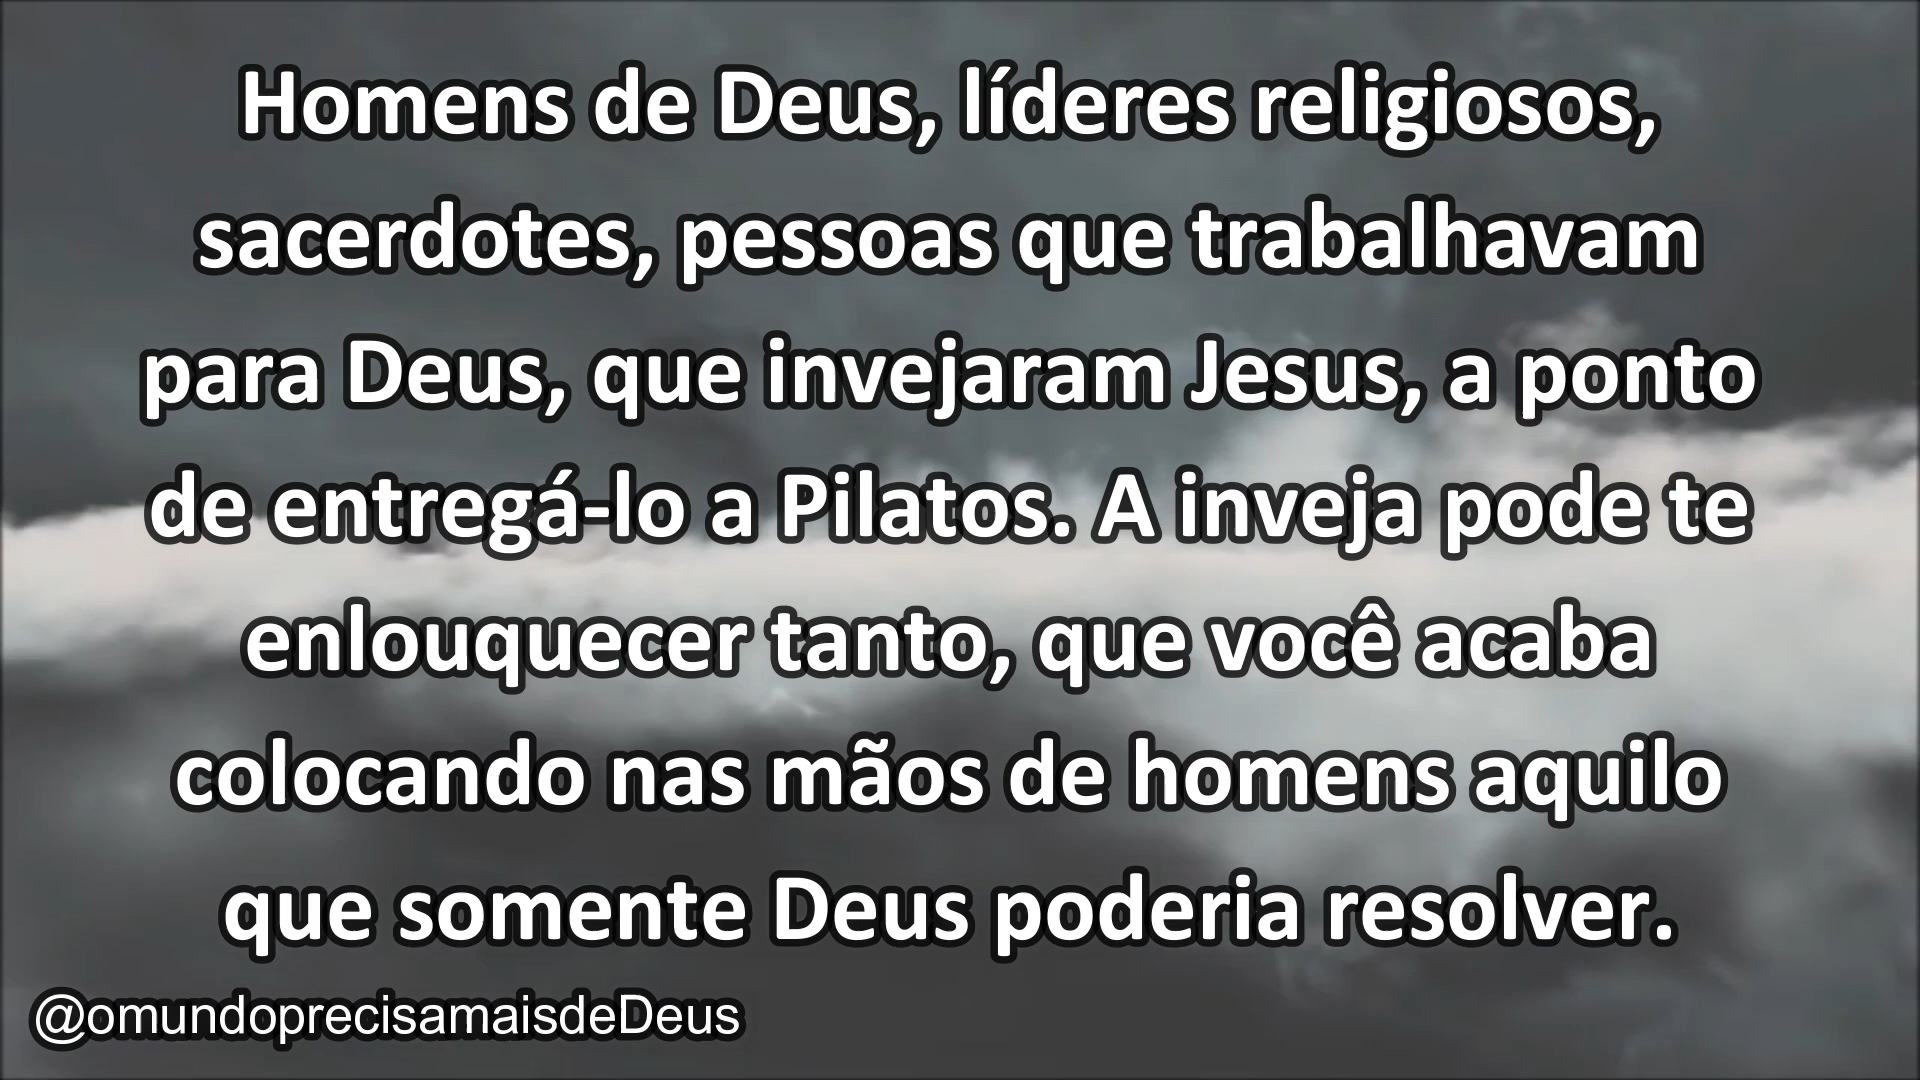 Homens de Deus, líderes religiosos,
sacerdotes, pessoas que trabalhavam
para Deus, que invejaram Jesus, a ponto
de entregá-lo a Pilatos. A inveja pode te
enlouquecer tanto, que você acaba
colocando nas mãos de homens aquilo
que somente Deus poderia resolver.
@omundoprecisamaisdeDeus